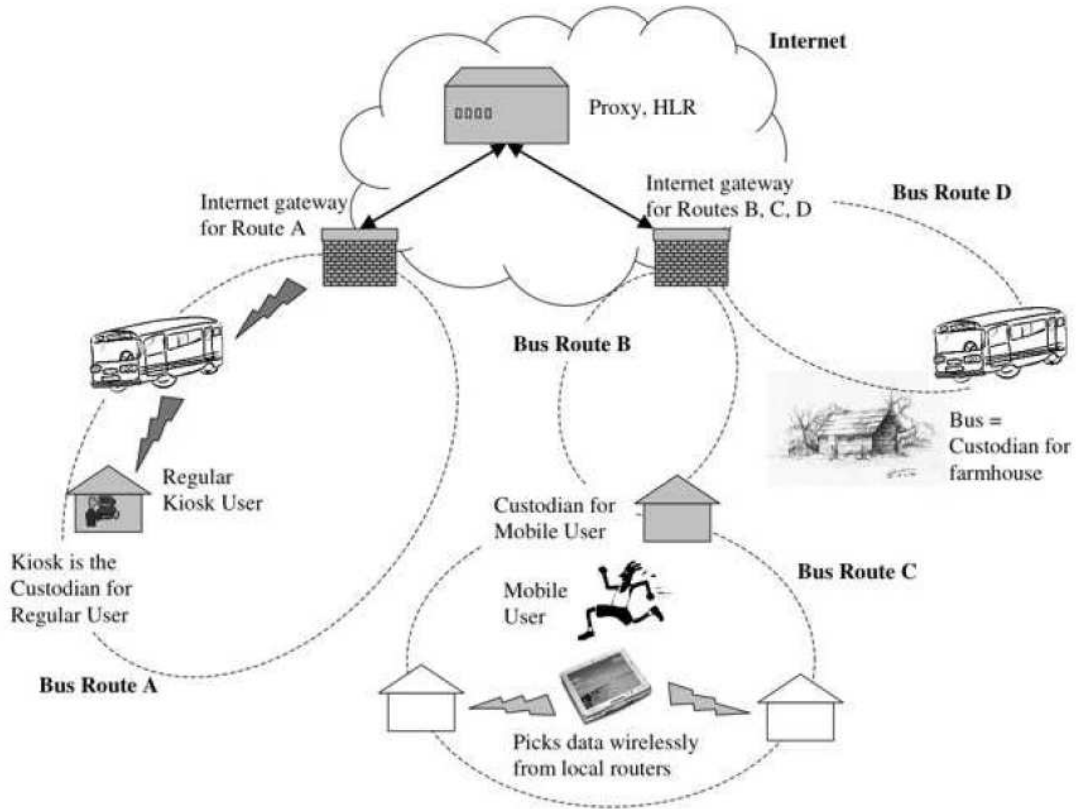 Internet
Proxy, HLR
Internet gateway
for Route A
Internet gateway
for Routes B, C, D
Bus Route D
Bus Route B
Bus =
Custodian for
farmhouse
Regular
Kiosk User
Custodian for
Mobile User
Kiosk is the
Custodian for
Regular User
Mobile
User
Bus Route C
Bus Route A
Picks data wirelessly
from local routers